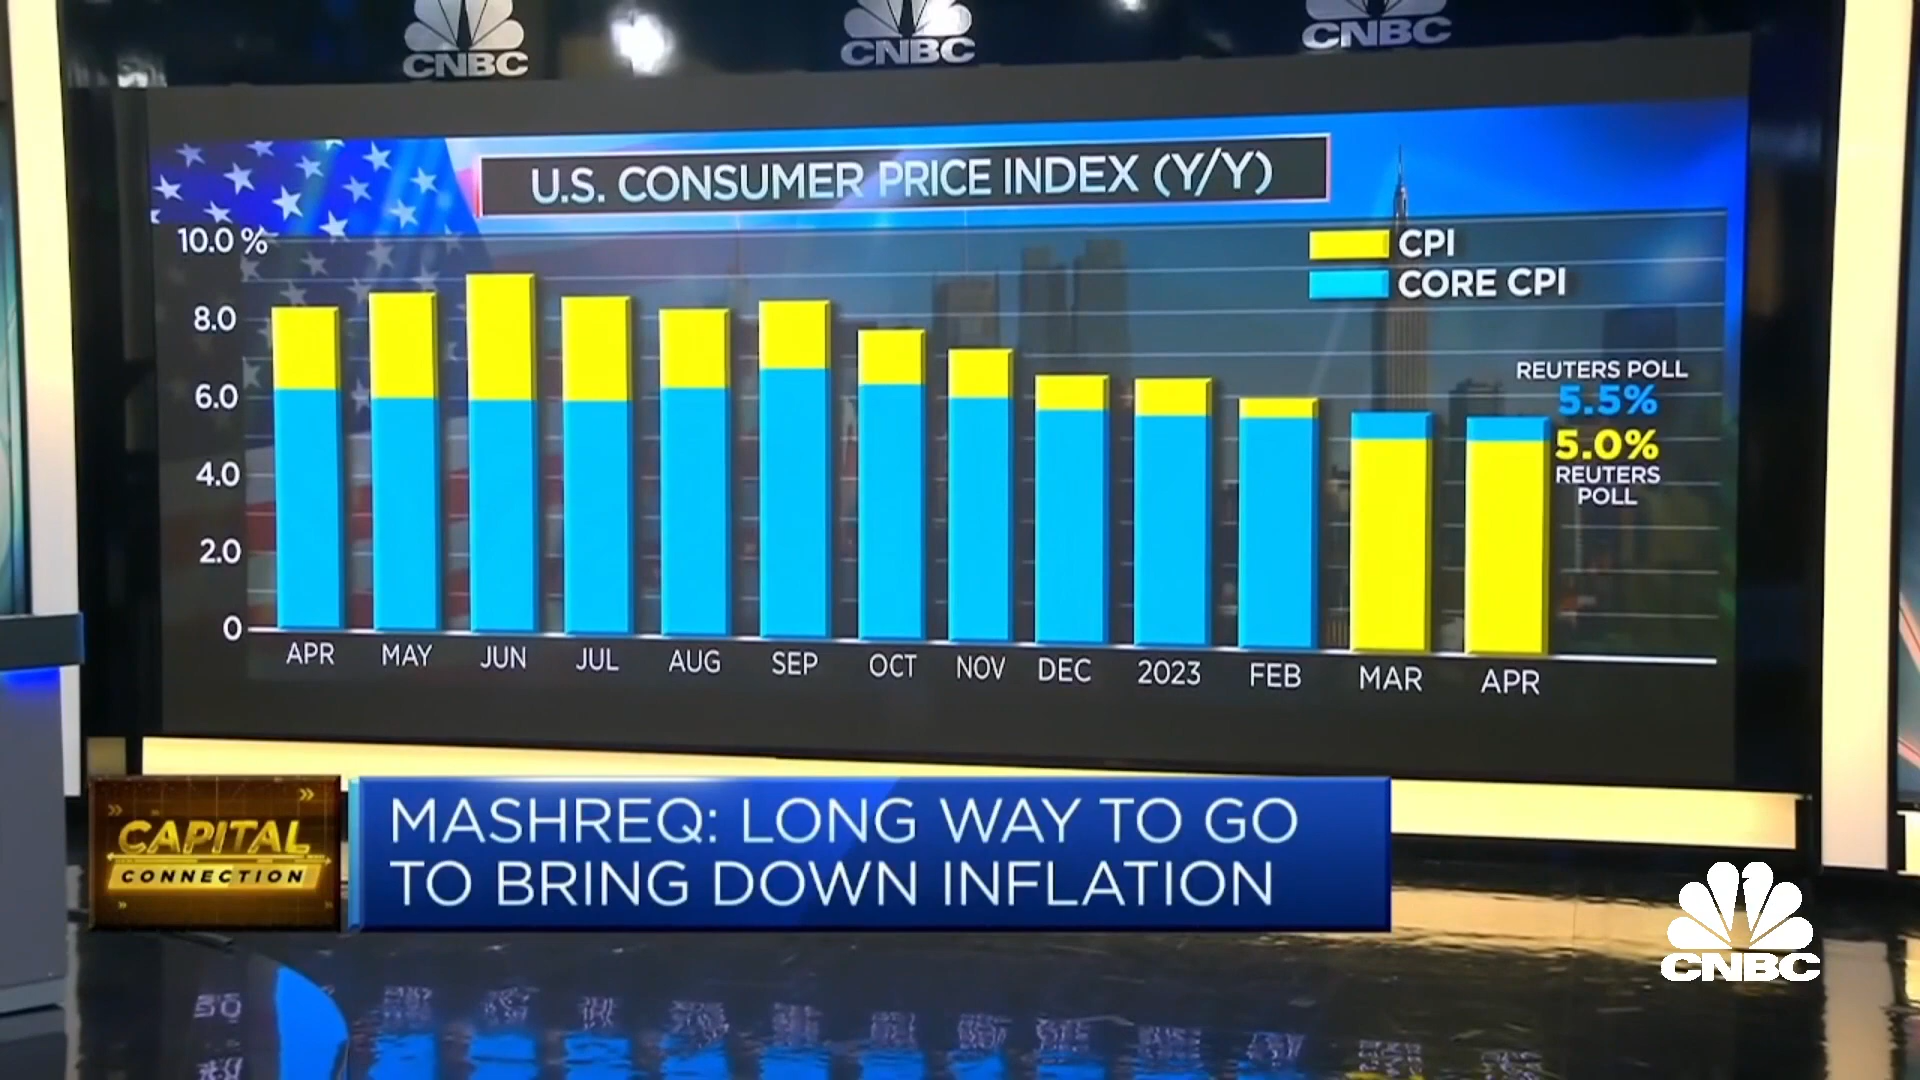 CNBC CNBC CNBC
U.S. CONSUMER PRICE INDEX (Y/Y)
10.0 %
8.0
6.0
4.0
2.0
0
CPI
CORE CPI
REUTERS POLL
5.5%
5.0%
REUTERS
POLL
APR MAY JUN JUL AUG SEP OCT NOV DEC 2023 FEB MAR APR
CAPITAL
CONNECTION
MASHREQ: LONG WAY TO GO
TO BRING DOWN INFLATION
CNBC